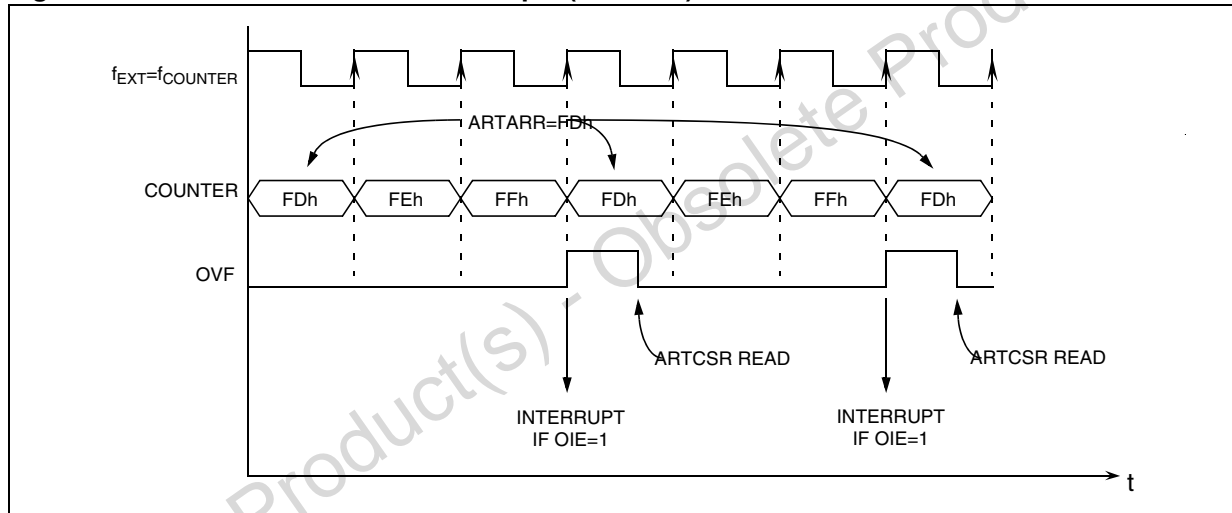 fEXT=fCOUNTER
ARTARR=FDh
COUNTER
FDh FEh FFh FDh FEh FFh FDh
OVF
ARTCSR READ ARTCSR READ
INTERRUPT INTERRUPT
IF OIE=1 IF OIE=1
t
Product(s) - Obsolete Prod